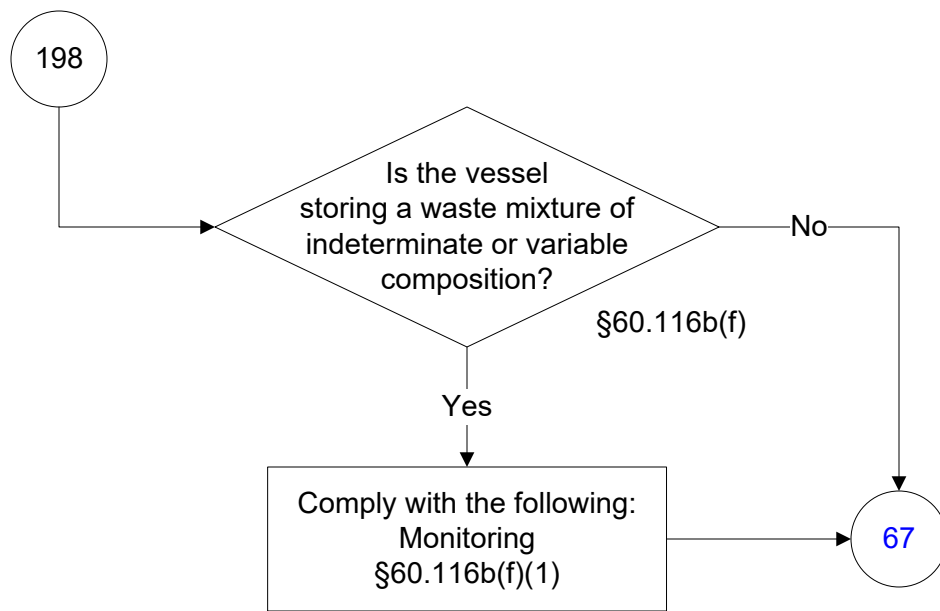 198
Is the vessel
storing a waste mixture of
indeterminate or variable
composition?
No
§60.116b(f)
Yes
Comply with the following:
Monitoring
§60.116b(f)(1)
67